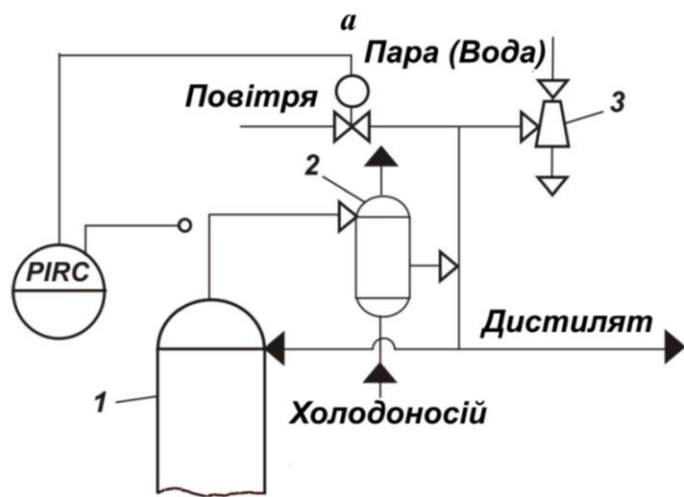 а
Пара (Вода)
Повітря
3
2
PIRC
Дистилят
1
Холодоносій